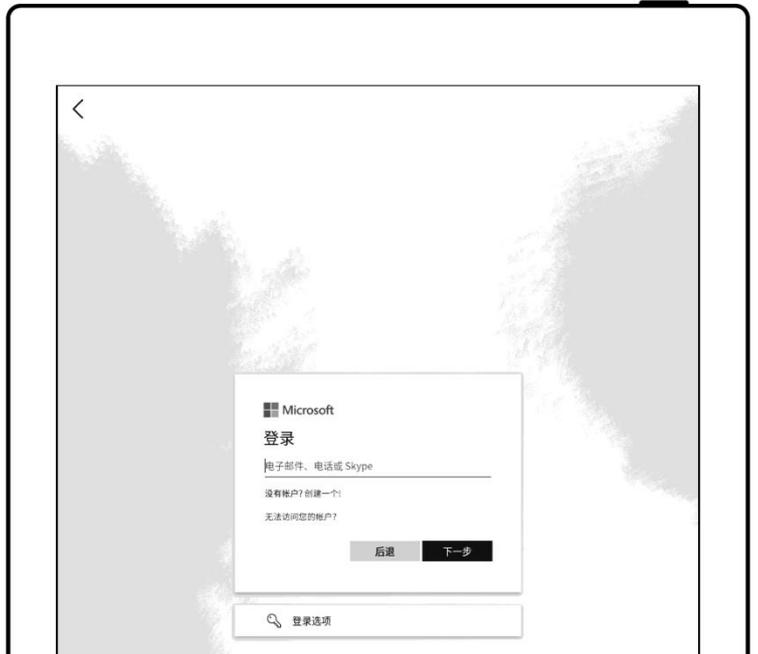 Microsoft
登录
电子邮件、电话或 Skype
没有帐户? 创建一个!
无法访问您的帐户?
后退
下一步
登录选项